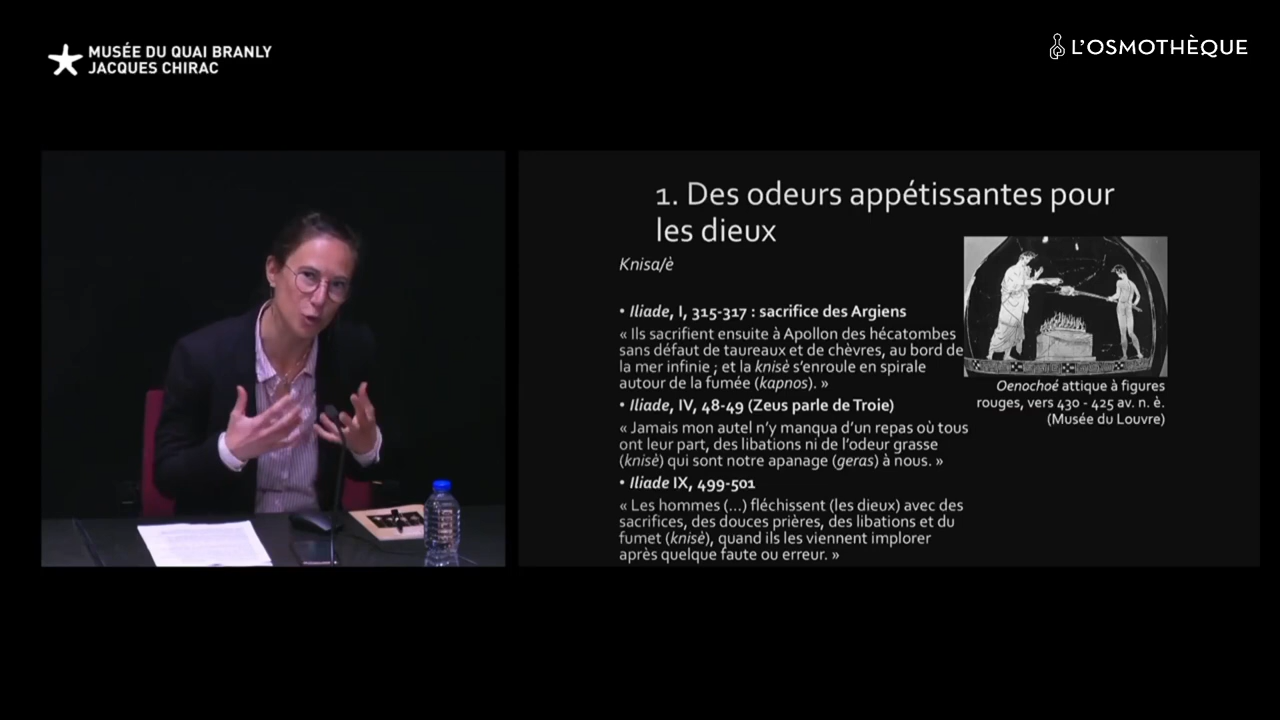 MUSÉE DU QUAI BRANLY
JACQUES CHIRAC
L'OSMOTHÈQUE
1. Des odeurs appétissantes pour
les dieux
Knisa/è
• Iliade, I, 315-317 : sacrifice des Argiens
« Ils sacrifient ensuite à Apollon des hécatombes
sans défaut de taureaux et de chèvres, au bord de
la mer infinie ; et la knisè s'enroule en spirale
autour de la fumée (kapnos). »
• Iliade, IV, 48-49 (Zeus parle de Troie)
« Jamais mon autel n'y manqua d'un repas où tous
ont leur part, des libations ni de l'odeur grasse
(knisè) qui sont notre apanage (geras) à nous. »
• Iliade IX, 499-501
« Les hommes (...) fléchissent (les dieux) avec des
sacrifices, des douces prières, des libations et du
fumet (knisè), quand ils les viennent implorer
après quelque faute ou erreur. »
Oenochoé attique à figures
rouges, vers 430 - 425 av. n. è.
(Musée du Louvre)